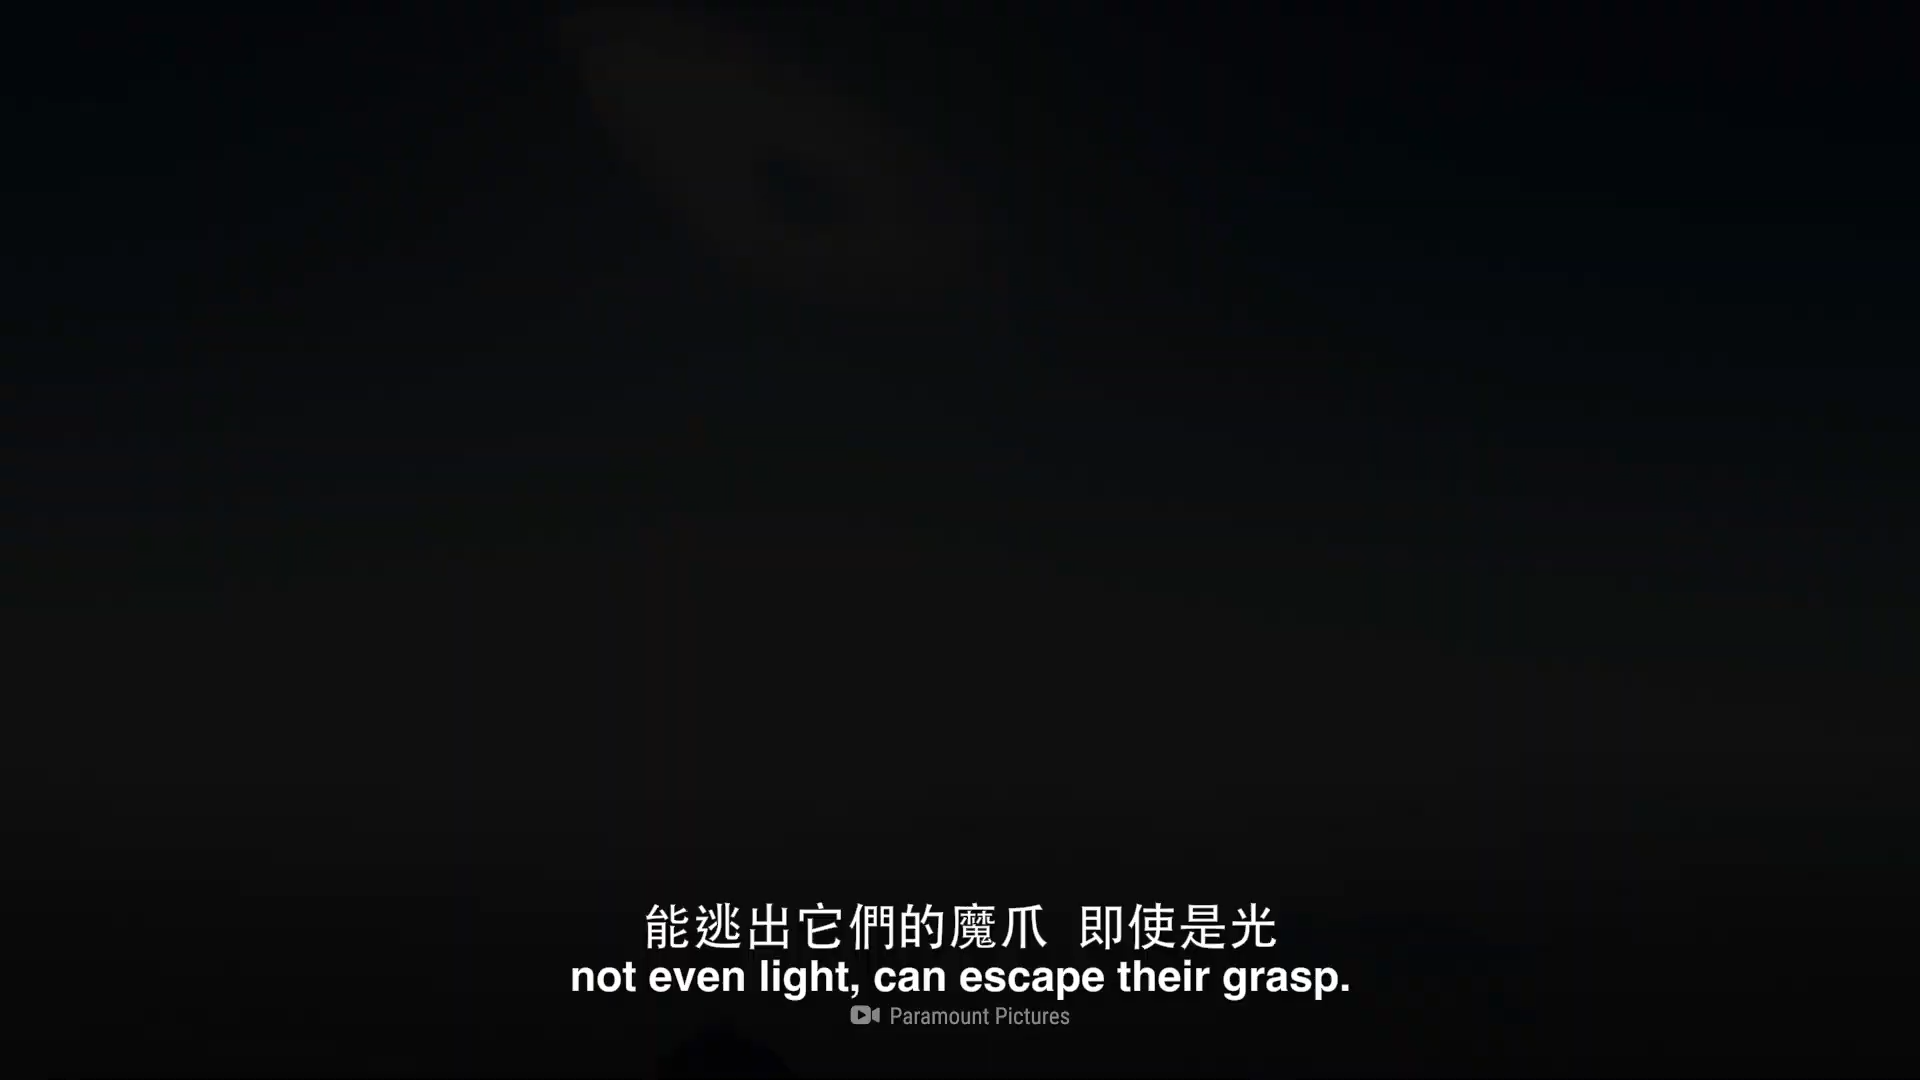 能逃出它們的魔爪 即使是光
not even light, can escape their grasp.
Paramount Pictures